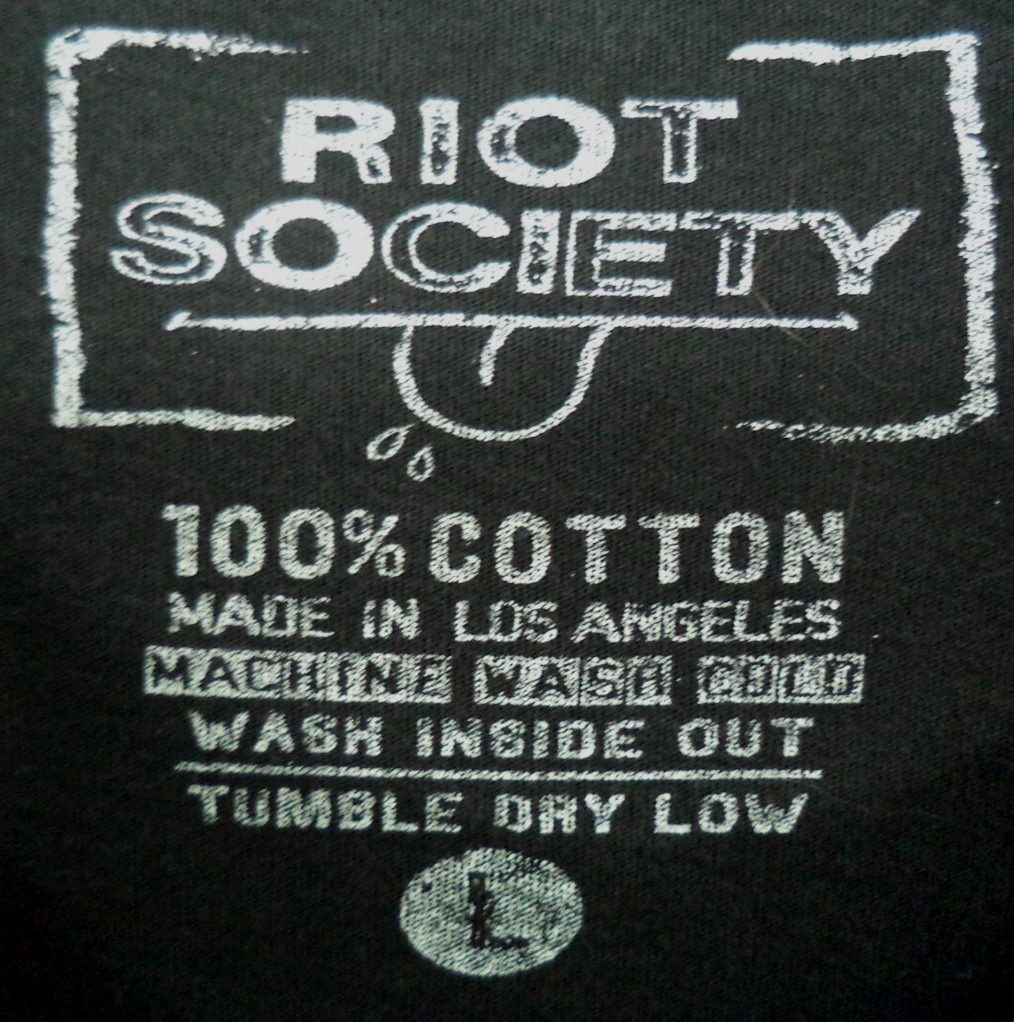 RIOT
SOCIETY
100% COTTON
MADE IN LOS ANGELES
MACHINE WASH COLD
WASH INSIDE OUT
TUMBLE DRY LOW
L